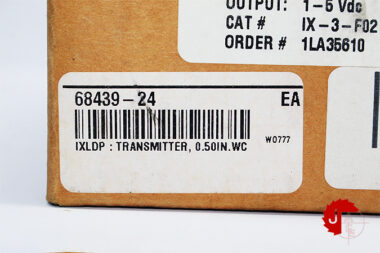 OUTPUT: 1-5 Vdc
CAT # IX-3-F02
ORDER # 1LA35610
68439-24 EA
IXLDP : TRANSMITTER, 0.50IN.WC
W0777
J